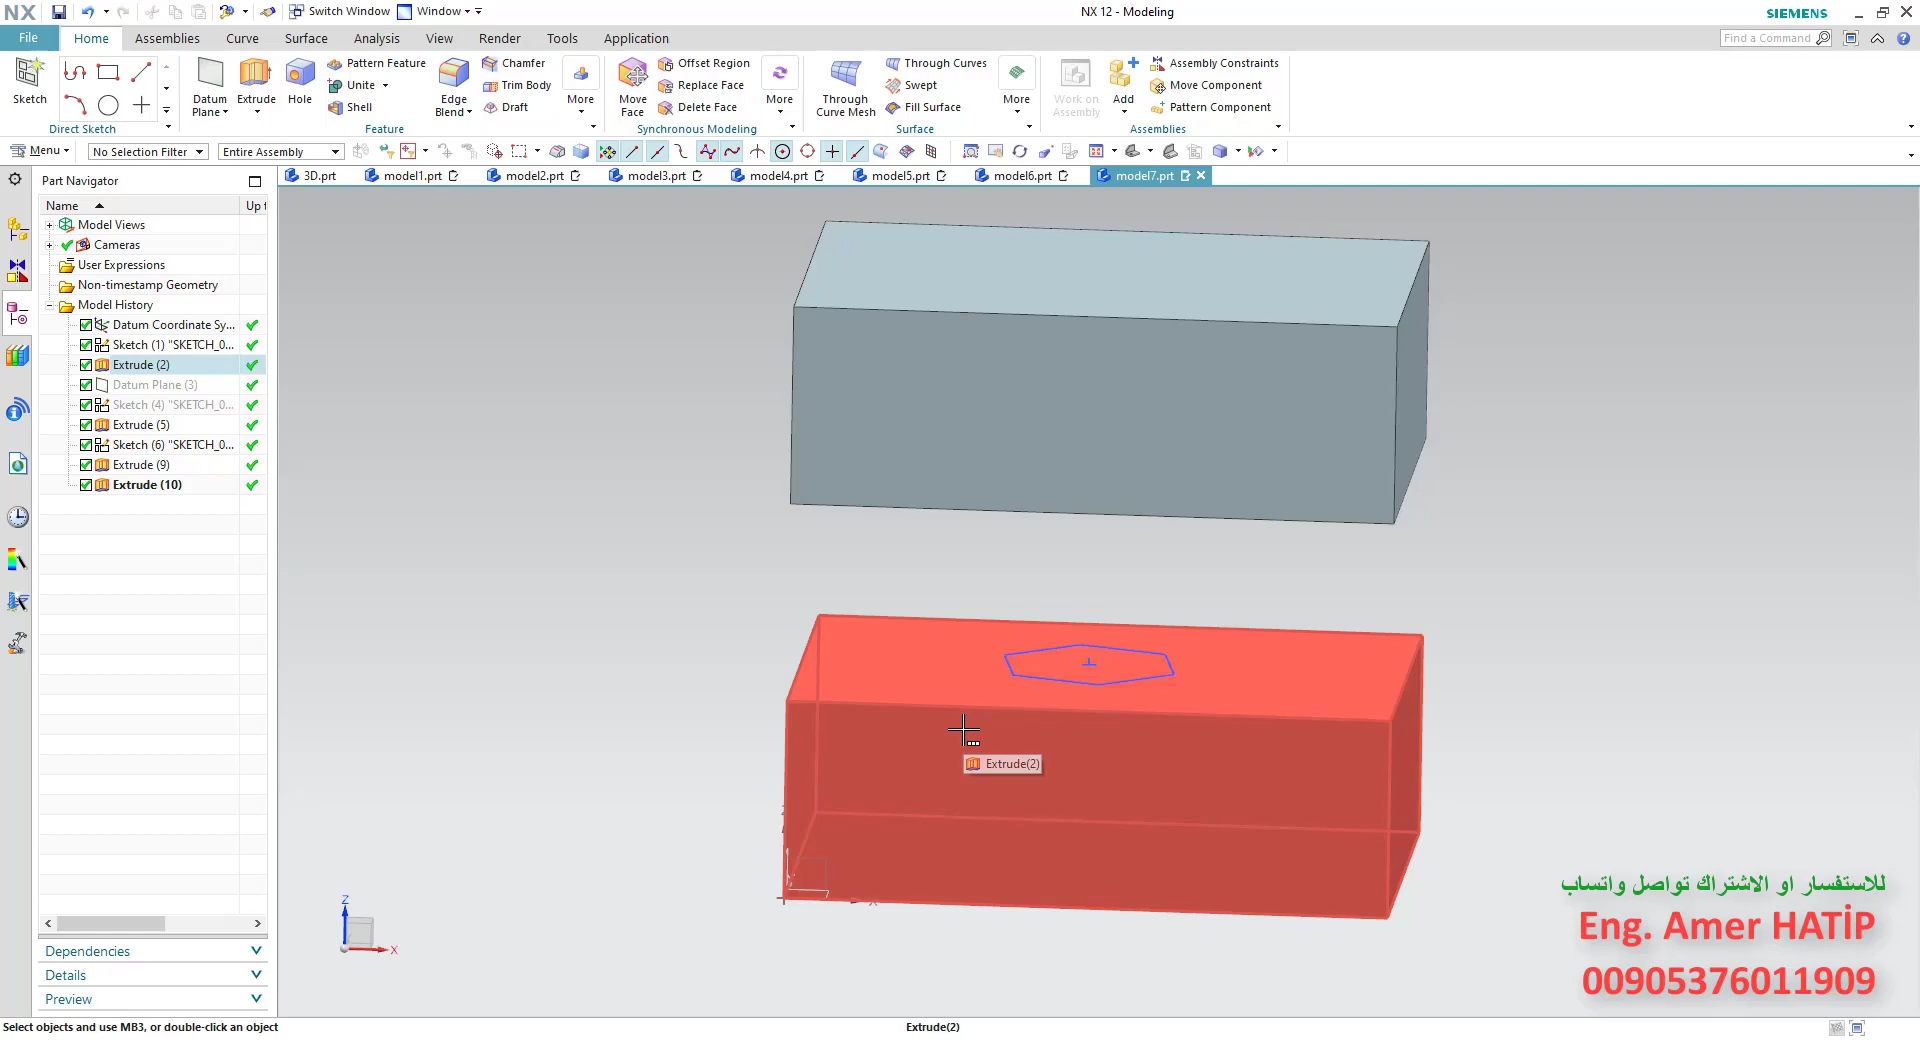 NX
Switch Window
Window
NX 12 - Modeling
SIEMENS
File
Home
Assemblies
Curve
Surface
Analysis
View
Render
Tools
Application
Find a Command
Sketch
Direct Sketch
Datum
Plane
Extrude
Hole
Pattern Feature
Unite
Shell
Edge
Blend
Chamfer
Trim Body
Draft
More
Feature
Move
Face
Offset Region
Replace Face
Delete Face
More
Synchronous Modeling
Through
Curve Mesh
Through Curves
Swept
Fill Surface
More
Surface
Work on
Assembly
Add
Assembly Constraints
Move Component
Pattern Component
Assemblies
Menu
No Selection Filter
Entire Assembly
Part Navigator
3D.prt
model1.prt
model2.prt
model3.prt
model4.prt
model5.prt
model6.prt
model7.prt
Name
Up t
Model Views
Cameras
User Expressions
Non-timestamp Geometry
Model History
Datum Coordinate Sy...
Sketch (1) "SKETCH_0...
Extrude (2)
Datum Plane (3)
Sketch (4) "SKETCH_0...
Extrude (5)
Sketch (6) "SKETCH_0...
Extrude (9)
Extrude (10)
Extrude(2)
Z
X
X
للاستفسار او الاشتراك تواصل واتساب
Eng. Amer HATİP
00905376011909
Dependencies
Details
Preview
Select objects and use MB3, or double-click an object
Extrude(2)